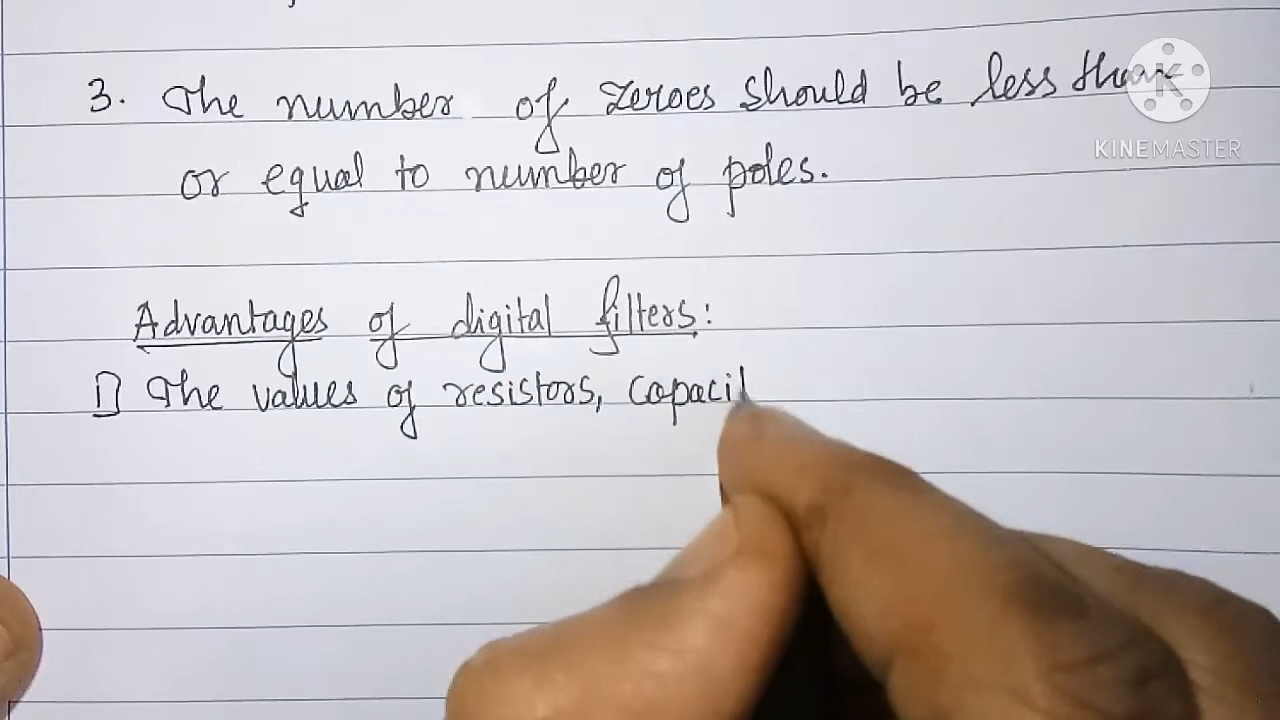 3. The number of zeroes should be less than
or equal to number of poles.
Advantages of digital filters:
1] The values of resistors, capacit
KINEMASTER